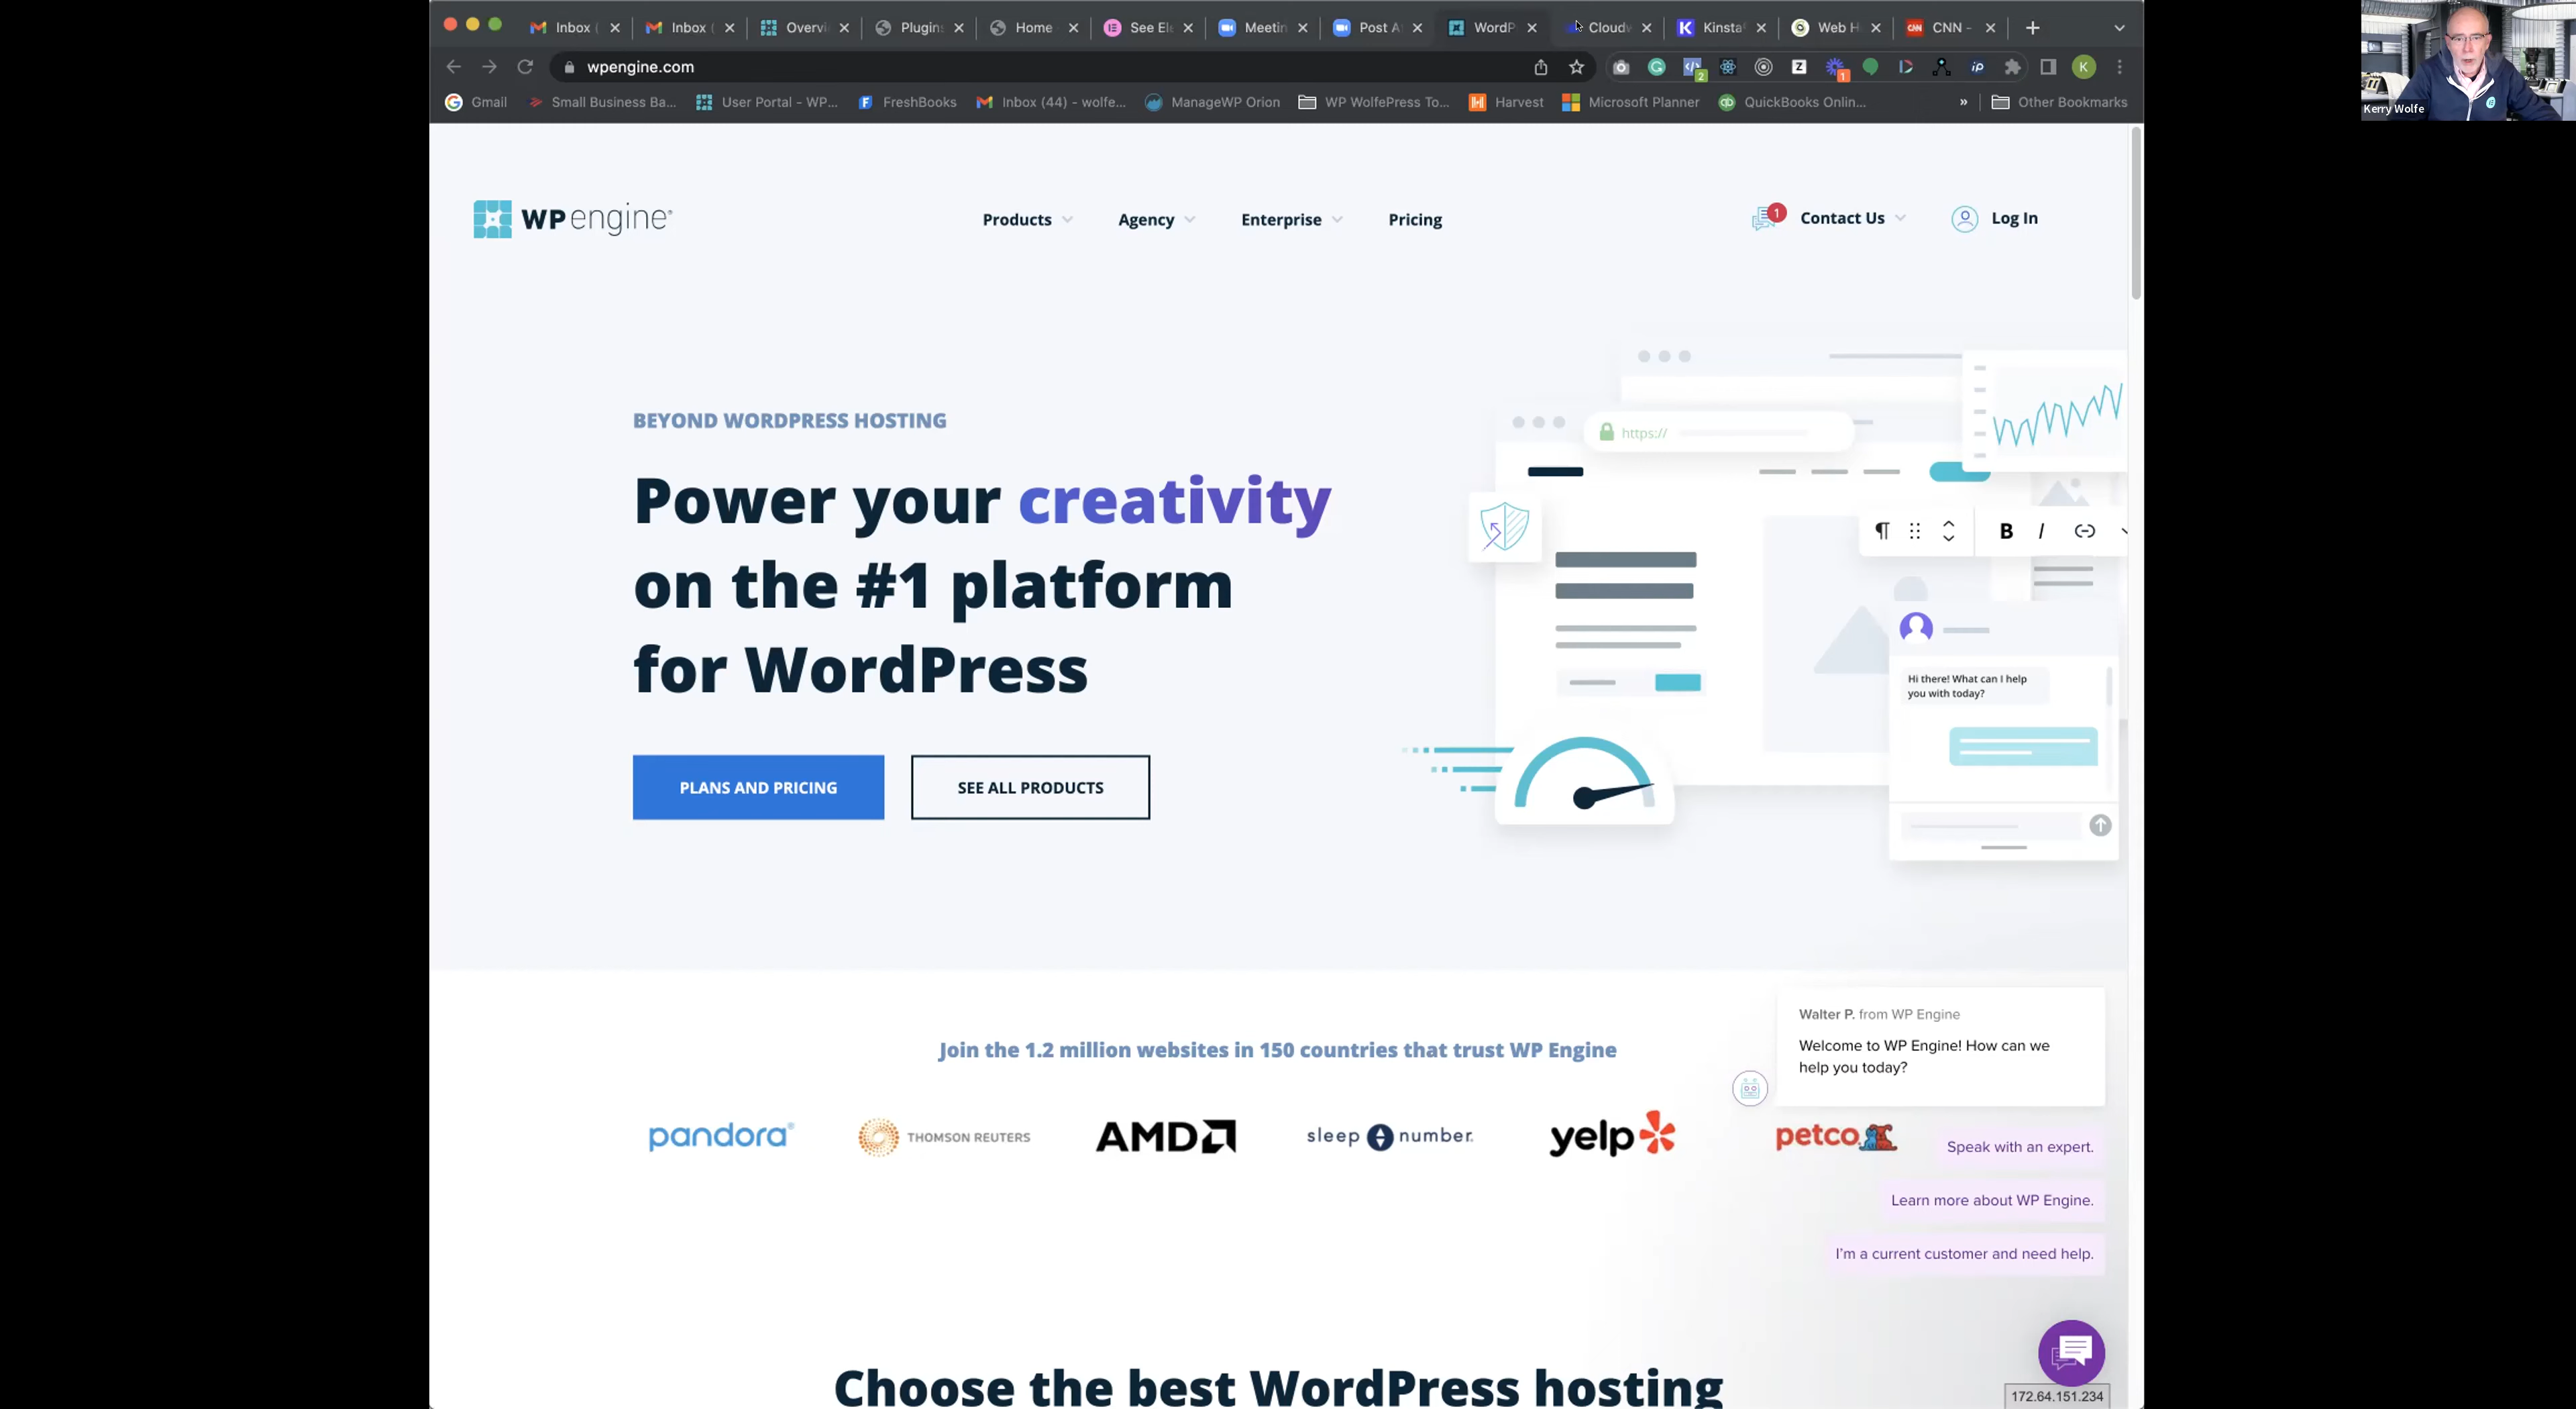 Inbox (
Inbox (
Overvi
Plugins
Home
See Ele
Meetin
Post A
WordP
Cloudw
Kinsta
Web H
CNN -
wpengine.com
2
1
K
Gmail
Small Business Ba...
User Portal - WP...
FreshBooks
Inbox (44) - wolfe...
ManageWP Orion
WP WolfePress To...
Harvest
Microsoft Planner
QuickBooks Onlin...
»
Other Bookmarks
Kerry Wolfe
WP engine®
Products
Agency
Enterprise
Pricing
1
Contact Us
Log In
BEYOND WORDPRESS HOSTING
Power your creativity
on the #1 platform
for WordPress
PLANS AND PRICING
SEE ALL PRODUCTS
https://
B I
Hi there! What can I help
you with today?
Join the 1.2 million websites in 150 countries that trust WP Engine
pandora®
THOMSON REUTERS
AMD
sleep number.
yelp
petco
Walter P. from WP Engine
Welcome to WP Engine! How can we
help you today?
Speak with an expert.
Learn more about WP Engine.
I'm a current customer and need help.
Choose the best WordPress hosting
172.64.151.234